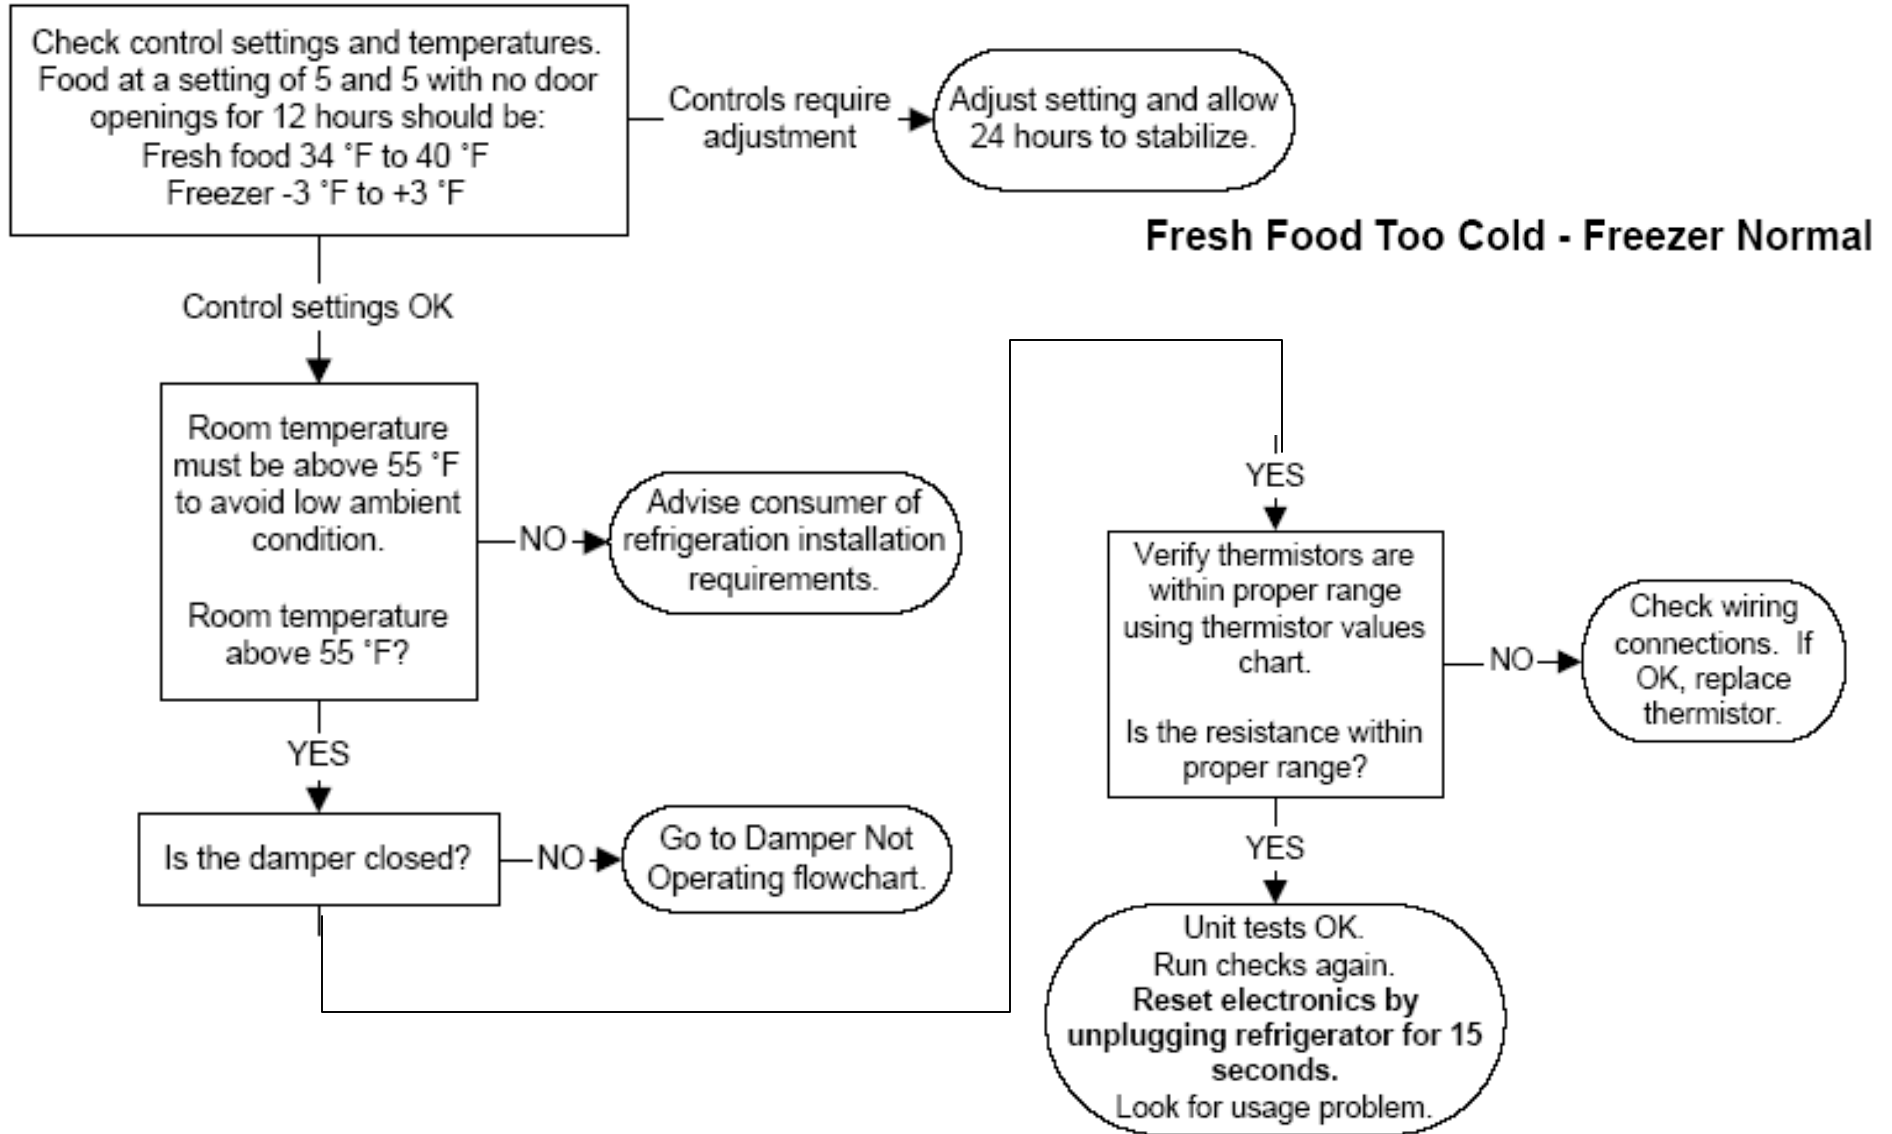 Check control settings and temperatures.
Food at a setting of 5 and 5 with no door
openings for 12 hours should be:
Fresh food 34 °F to 40 °F
Freezer -3 °F to +3 °F
Controls require
adjustment
Adjust setting and allow
24 hours to stabilize.
Fresh Food Too Cold - Freezer Normal
Control settings OK
Room temperature
must be above 55 °F
to avoid low ambient
condition.
Room temperature
above 55 °F?
NO
Advise consumer of
refrigeration installation
requirements.
YES
Is the damper closed?
NO
Go to Damper Not
Operating flowchart.
YES
Verify thermistors are
within proper range
using thermistor values
chart.
Is the resistance within
proper range?
NO
Check wiring
connections. If
OK, replace
thermistor.
YES
Unit tests OK.
Run checks again.
Reset electronics by
unplugging refrigerator for 15
seconds.
Look for usage problem.